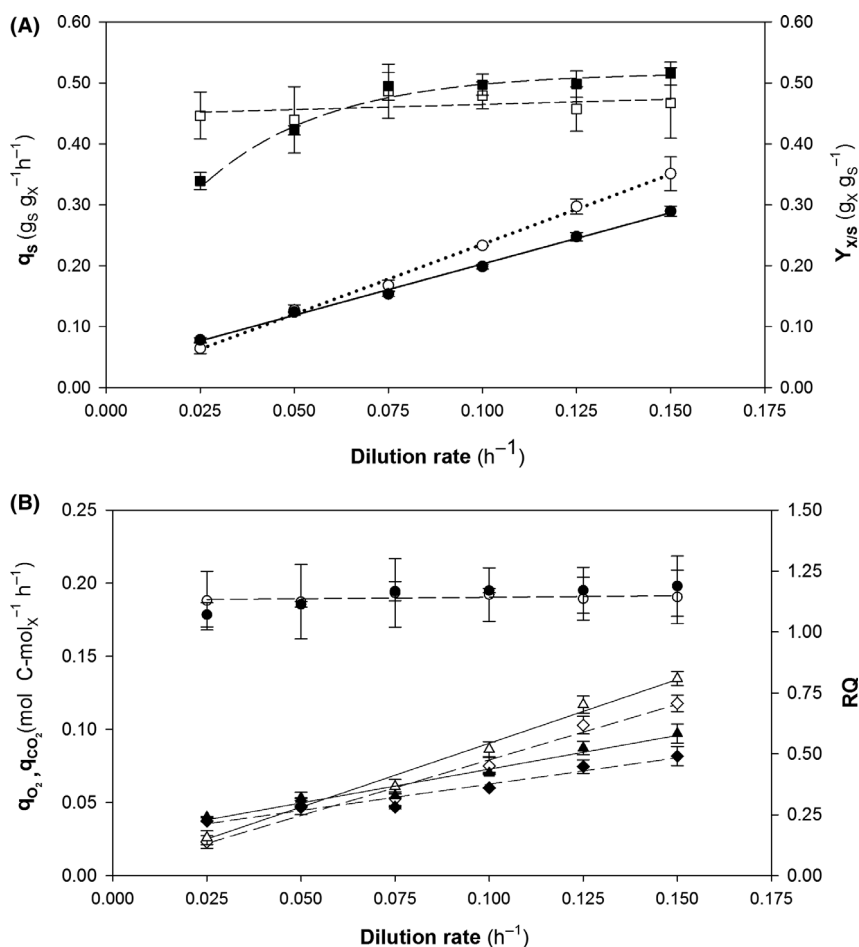 (A)
0.60
0.50
0.40
0.30
0.20
0.10
0.00
q_s (g_s g_x^−1 h^−1)
0.60
0.50
0.40
0.30
0.20
0.10
0.00
Y_X/s (g_x g_s^−1)
0.000 0.025 0.050 0.075 0.100 0.125 0.150 0.175
Dilution rate (h^−1)
(B)
0.25
0.20
0.15
0.10
0.05
0.00
q_O2, q_CO2 (mol C-mol_X^−1 h^−1)
1.50
1.25
1.00
0.75
0.50
0.25
0.00
RQ
0.000 0.025 0.050 0.075 0.100 0.125 0.150 0.175
Dilution rate (h^−1)